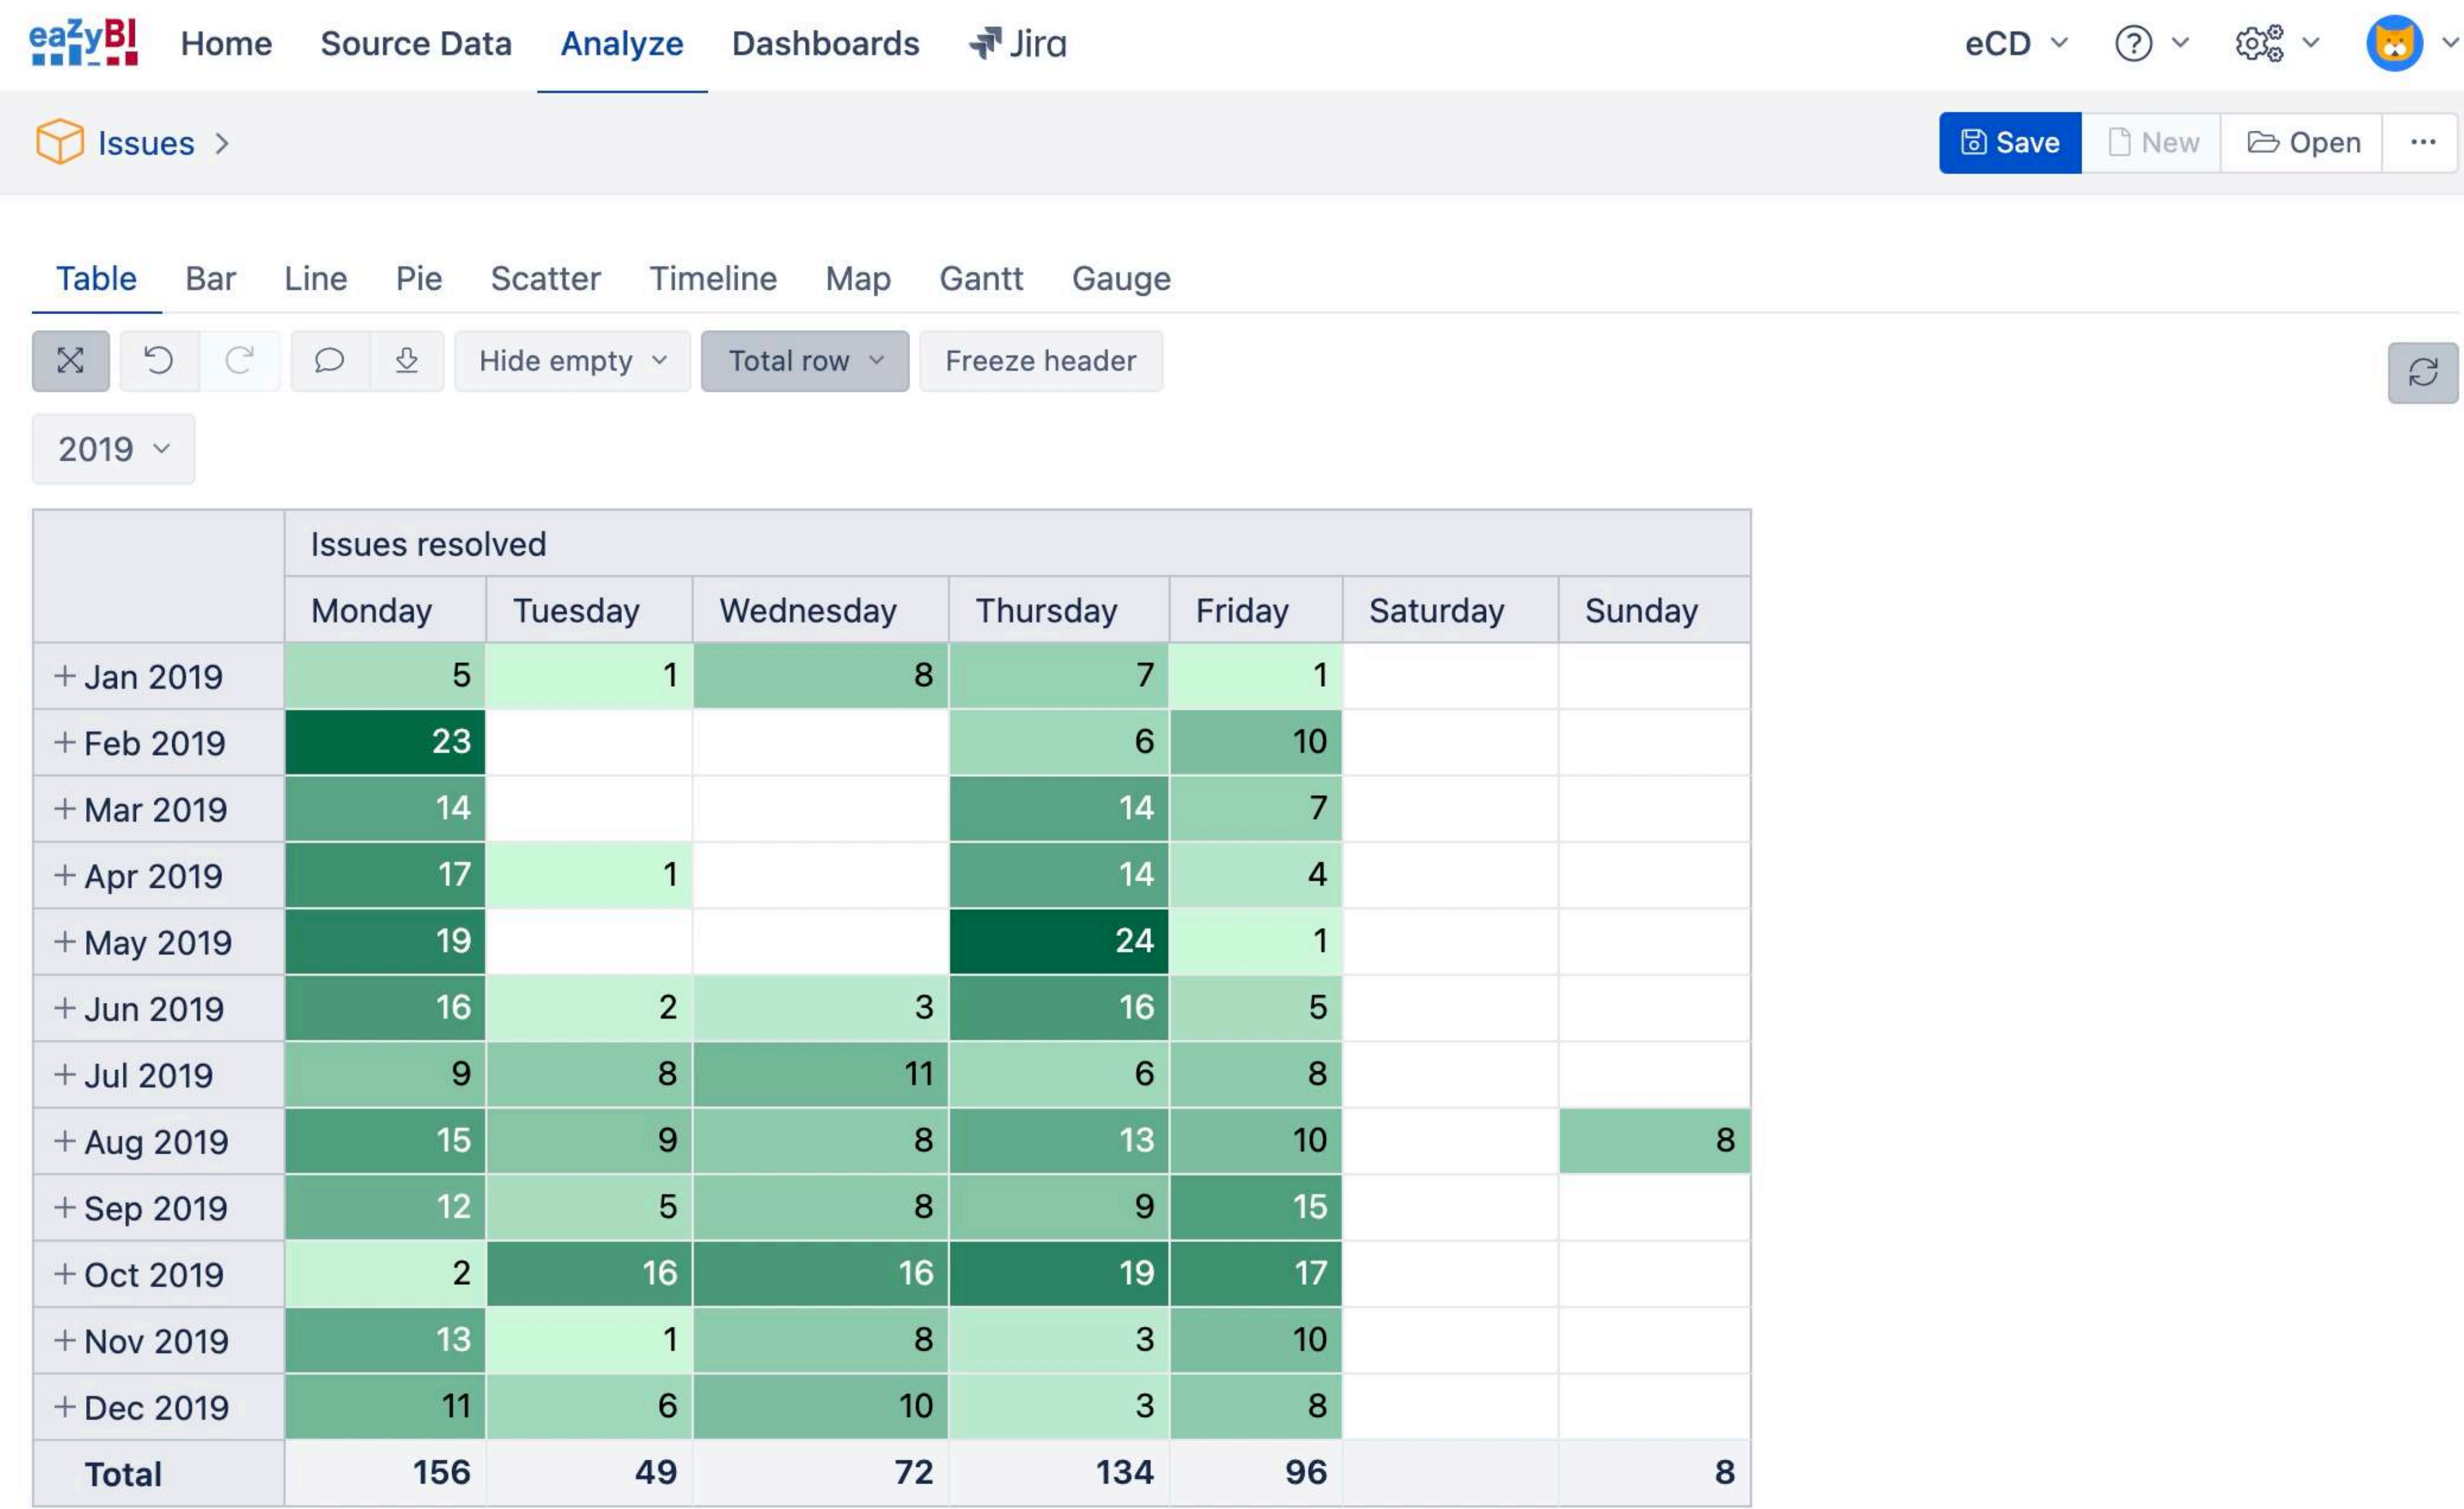 eazyBI Home Source Data Analyze Dashboards Jira eCD ?
Issues > Save New Open ...
Table Bar Line Pie Scatter Timeline Map Gantt Gauge
Hide empty Total row Freeze header
2019
Issues resolved
Monday Tuesday Wednesday Thursday Friday Saturday Sunday
+ Jan 2019 5 1 8 7 1
+ Feb 2019 23 6 10
+ Mar 2019 14 14 7
+ Apr 2019 17 1 14 4
+ May 2019 19 24 1
+ Jun 2019 16 2 3 16 5
+ Jul 2019 9 8 11 6 8
+ Aug 2019 15 9 8 13 10 8
+ Sep 2019 12 5 8 9 15
+ Oct 2019 2 16 16 19 17
+ Nov 2019 13 1 8 3 10
+ Dec 2019 11 6 10 3 8
Total 156 49 72 134 96 8